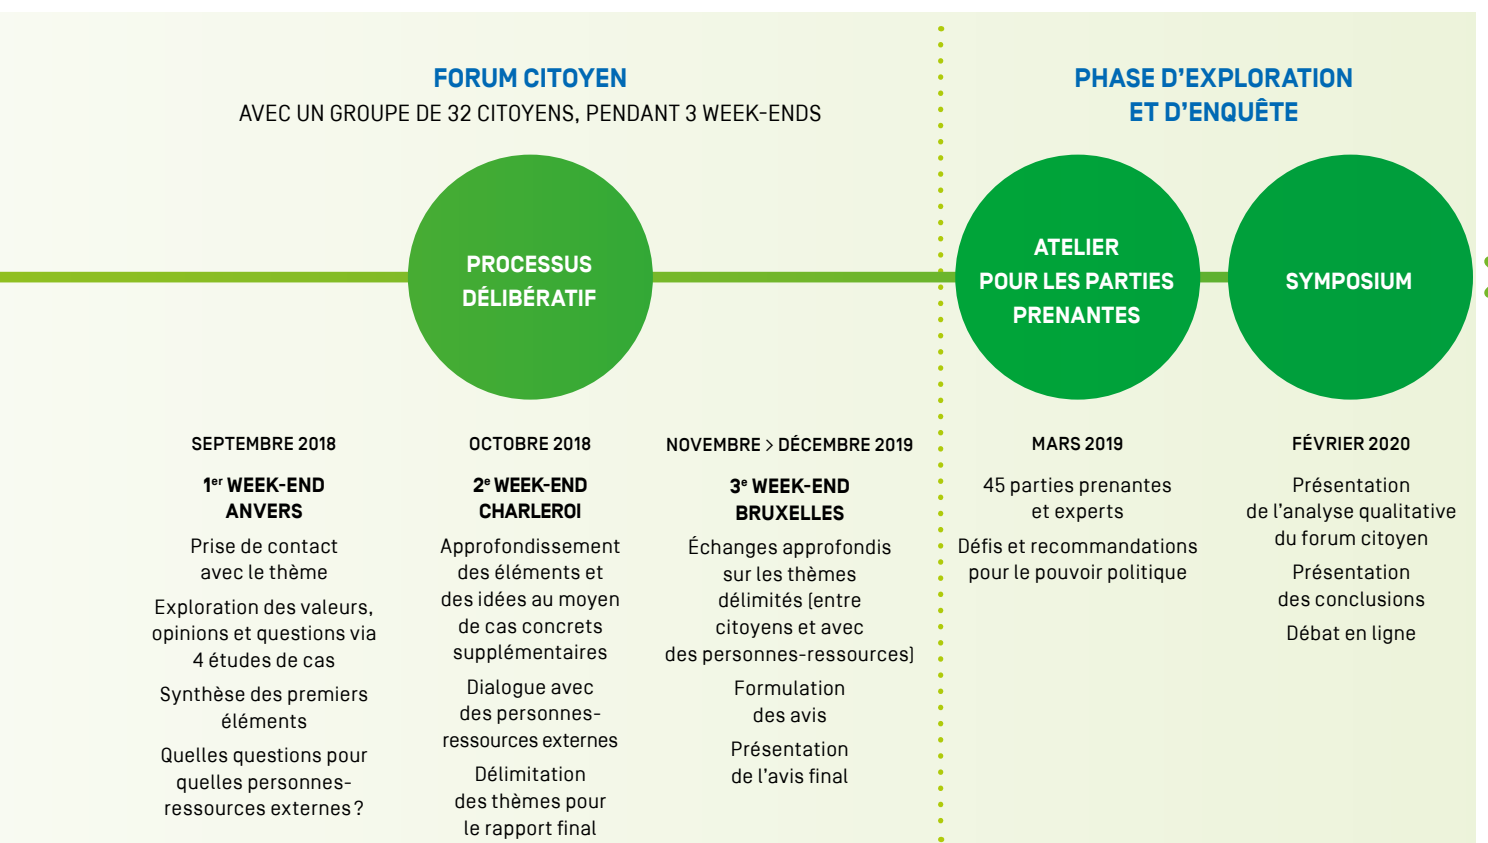 FORUM CITOYEN
AVEC UN GROUPE DE 32 CITOYENS, PENDANT 3 WEEK-ENDS
PROCESSUS
DÉLIBÉRATIF
SEPTEMBRE 2018
1er WEEK-END
ANVERS
Prise de contact
avec le thème
Exploration des valeurs,
opinions et questions via
4 études de cas
Synthèse des premiers
éléments
Quelles questions pour
quelles personnes-
ressources externes ?
OCTOBRE 2018
2e WEEK-END
CHARLEROI
Approfondissement
des éléments et
des idées au moyen
de cas concrets
supplémentaires
Dialogue avec
des personnes-
ressources externes
Délimitation
des thèmes pour
le rapport final
NOVEMBRE > DÉCEMBRE 2019
3e WEEK-END
BRUXELLES
Échanges approfondis
sur les thèmes
délimités (entre
citoyens et avec
des personnes-ressources)
Formulation
des avis
Présentation
de l'avis final
PHASE D'EXPLORATION
ET D'ENQUÊTE
ATELIER
POUR LES PARTIES
PRENANTES
MARS 2019
45 parties prenantes
et experts
Défis et recommandations
pour le pouvoir politique
SYMPOSIUM
FÉVRIER 2020
Présentation
de l'analyse qualitative
du forum citoyen
Présentation
des conclusions
Débat en ligne